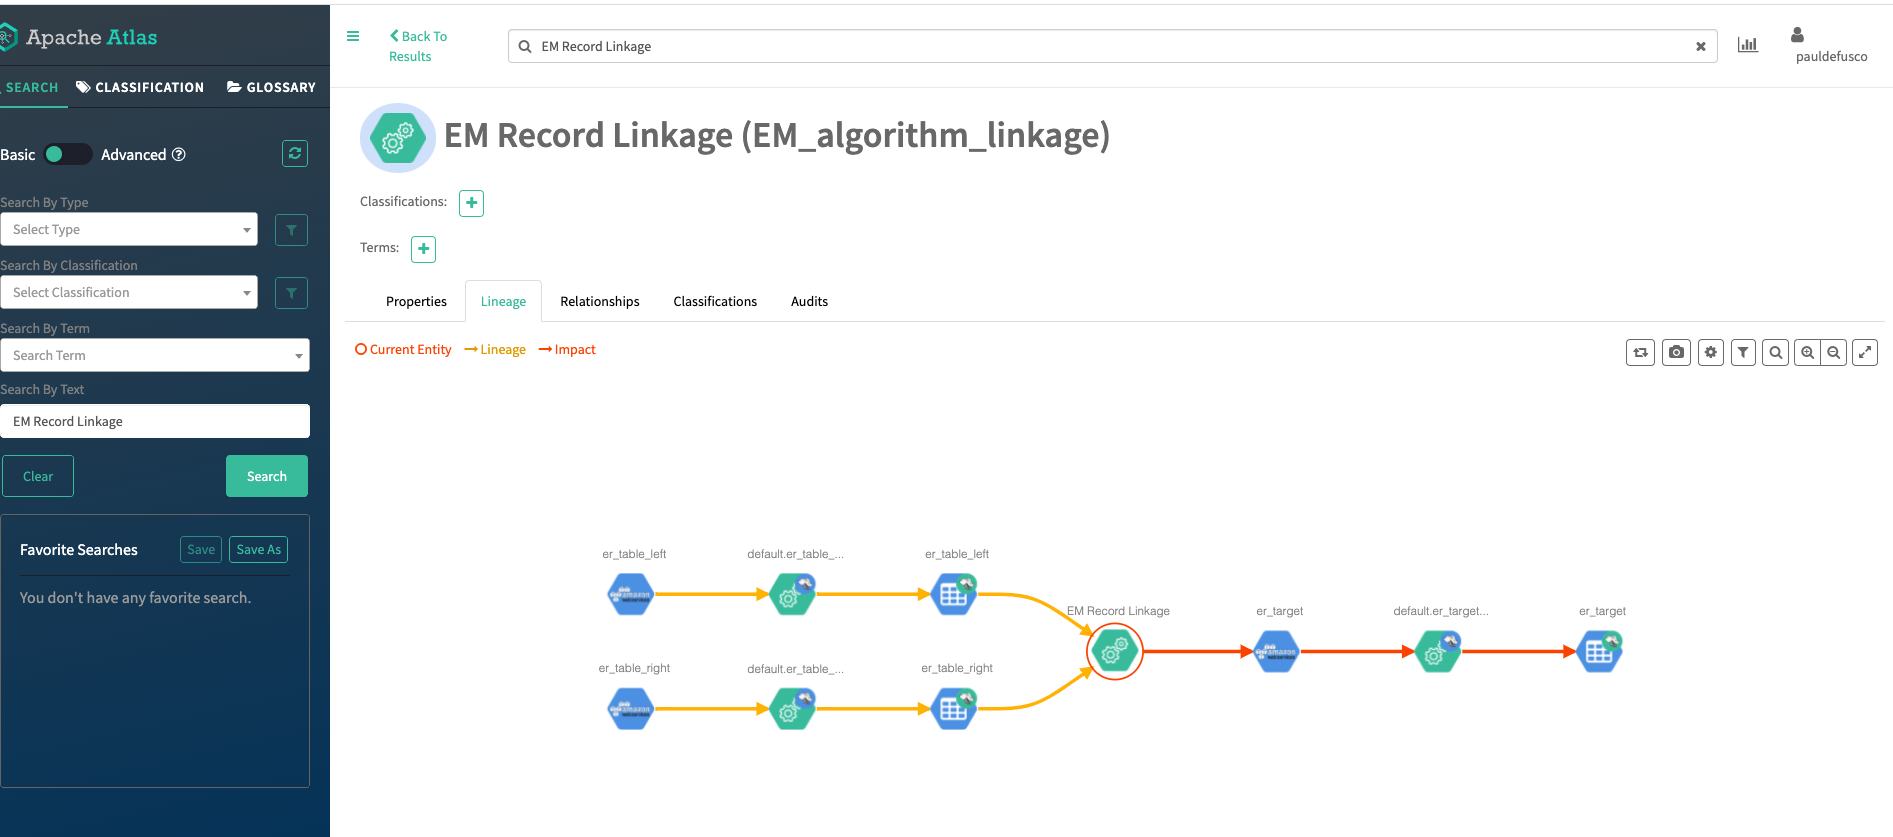 Apache Atlas
SEARCH CLASSIFICATION GLOSSARY
Basic Advanced
Search By Type
Select Type
Search By Classification
Select Classification
Search By Term
Search Term
Search By Text
EM Record Linkage
Clear Search
Favorite Searches Save Save As
You don't have any favorite search.
Back To
Results
EM Record Linkage
pauldefusco
EM Record Linkage (EM_algorithm_linkage)
Classifications:
Terms:
Properties Lineage Relationships Classifications Audits
Current Entity Lineage Impact
er_table_left default.er_table_... er_table_left
EM Record Linkage er_target default.er_target... er_target
er_table_right default.er_table_... er_table_right